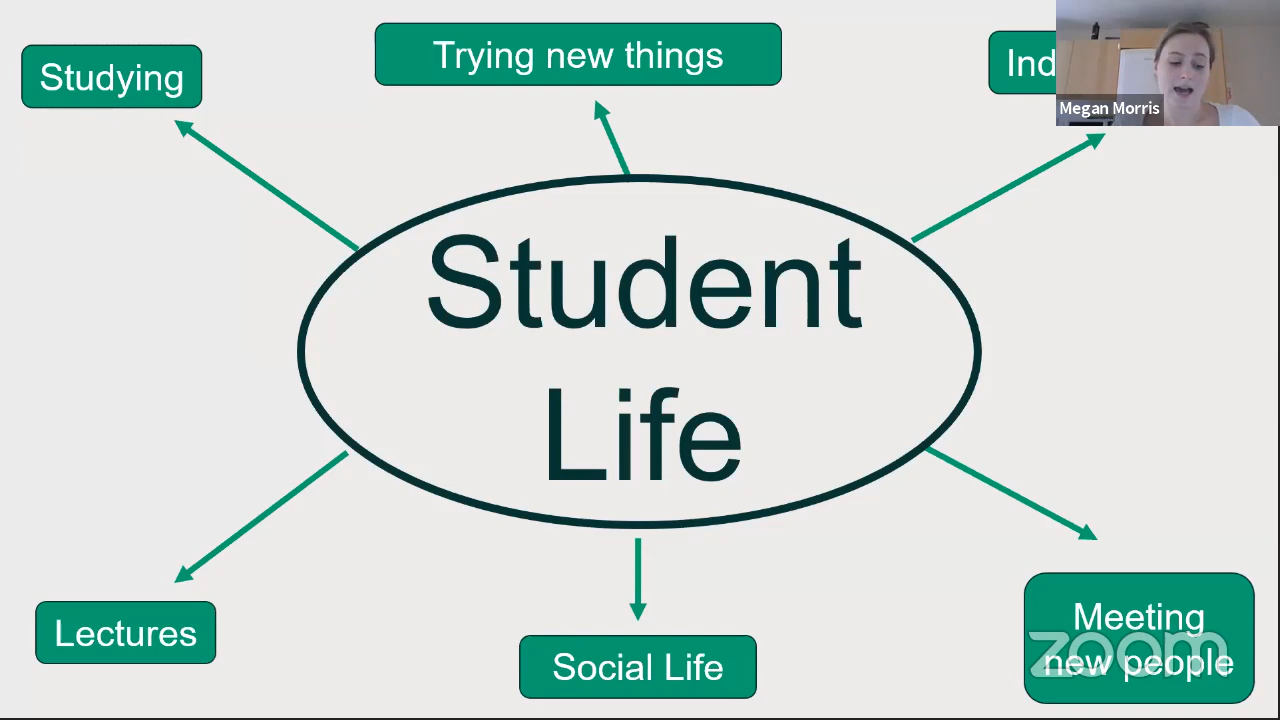 Studying
Trying new things
Ind
Megan Morris
Student
Life
Lectures
Social Life
Meeting
new people
zoom